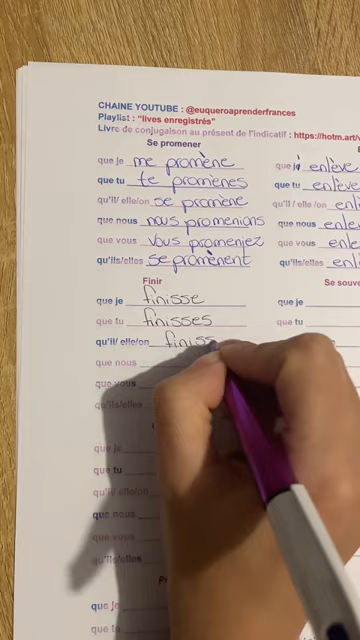 CHAINE YOUTUBE : @euqueroaprenderfrances
Playlist : "lives enregistrés"
Livre de conjugaison au présent de l'indicatif : https://hotm.art/
Se promener
que je me promène
que tu te promènes
qu'il/ elle/on se promène
que nous nous promenions
que vous vous promeniez
qu'ils/elles se promènent
que j' enlève
que tu enlève
qu'il / elle /on enl
que nous enle
que vous enle
qu'ils/elles enl
Finir
que je finisse
que tu finisses
qu'il/ elle/on finiss
que nous
que vous
qu'ils/elles
Se souve
que je
que tu
que je
que tu
qu'il/ elle/on
que nous
que vous
qu'ils/elles
que je
que tu